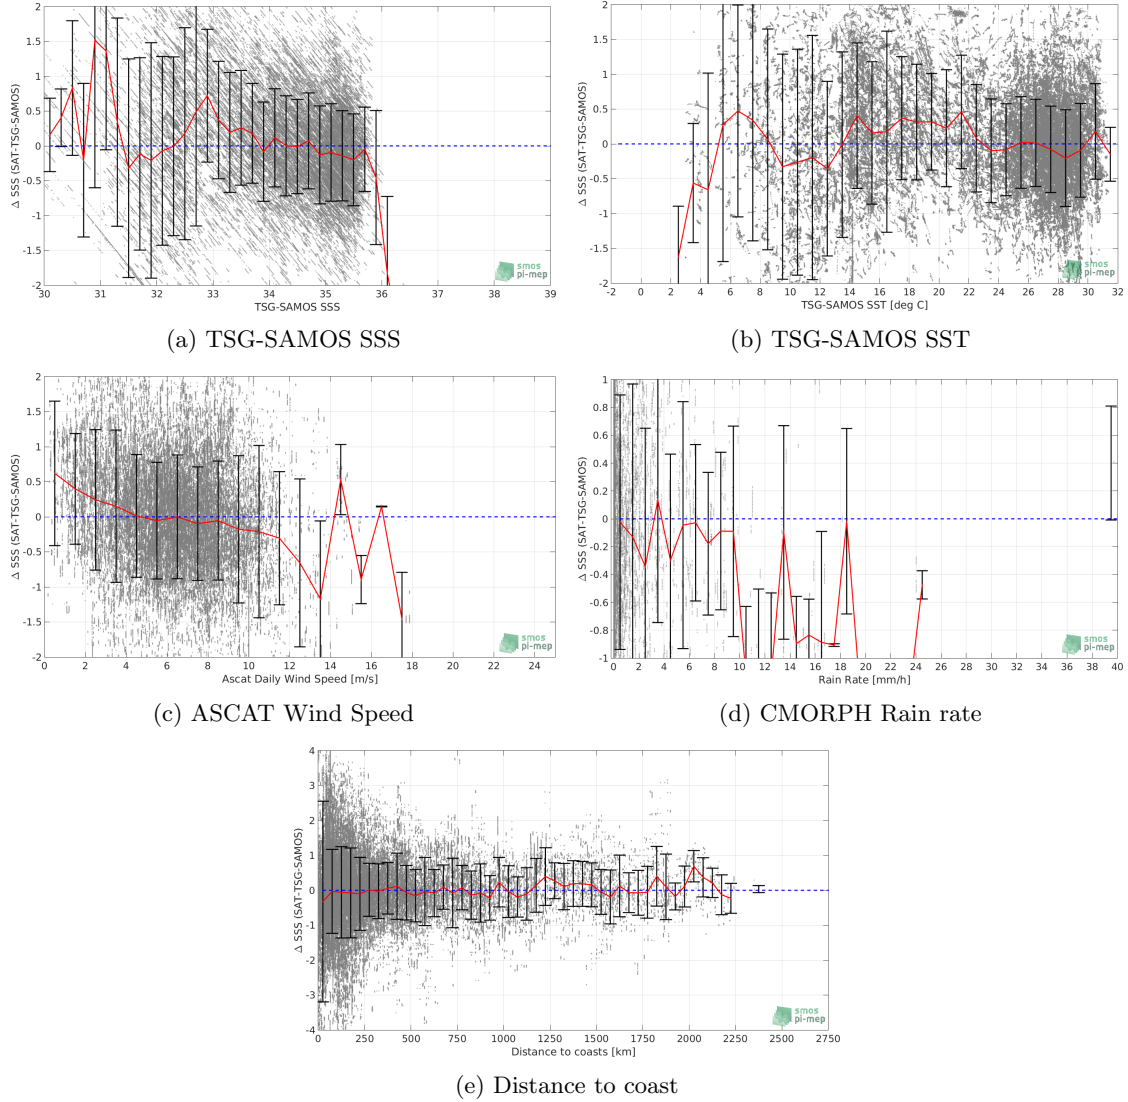 2
1.5
1
0.5
0
-0.5
-1
-1.5
-2
Δ SSS (SAT-TSG-SAMOS)
30 31 32 33 34 35 36 37 38 39
TSG-SAMOS SSS
smos
pi-mep
(a) TSG-SAMOS SSS
2
1.5
1
0.5
0
-0.5
-1
-1.5
-2
Δ SSS (SAT-TSG-SAMOS)
-2 0 2 4 6 8 10 12 14 16 18 20 22 24 26 28 30 32
TSG-SAMOS SST [deg C]
smos
pi-mep
(b) TSG-SAMOS SST
2
1.5
1
0.5
0
-0.5
-1
-1.5
-2
Δ SSS (SAT-TSG-SAMOS)
0 2 4 6 8 10 12 14 16 18 20 22 24
Ascat Daily Wind Speed [m/s]
smos
pi-mep
(c) ASCAT Wind Speed
1
0.8
0.6
0.4
0.2
0
-0.2
-0.4
-0.6
-0.8
-1
Δ SSS (SAT-TSG-SAMOS)
0 2 4 6 8 10 12 14 16 18 20 22 24 26 28 30 32 34 36 38 40
Rain Rate [mm/h]
smos
pi-mep
(d) CMORPH Rain rate
4
3
2
1
0
-1
-2
-3
-4
Δ SSS (SAT-TSG-SAMOS)
0 250 500 750 1000 1250 1500 1750 2000 2250 2500 2750
Distance to coasts [km]
smos
pi-mep
(e) Distance to coast